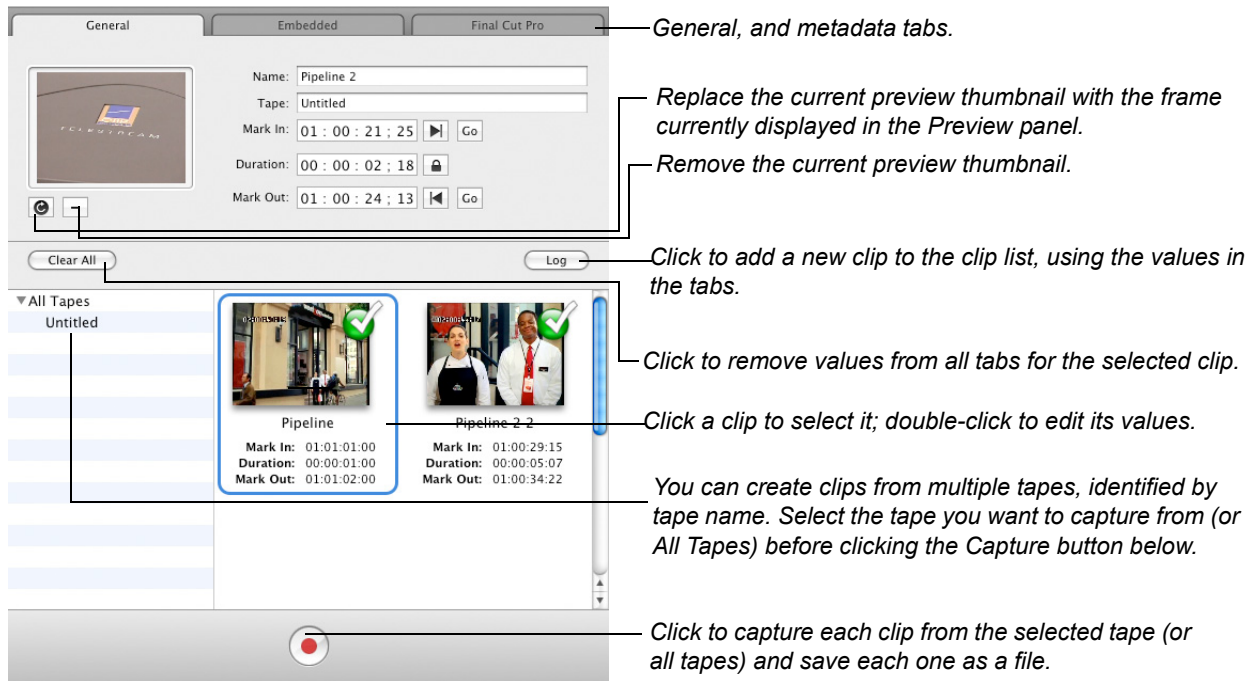 General
Embedded
Final Cut Pro
General, and metadata tabs.
Name: Pipeline 2
Tape: Untitled
Mark In: 01 : 00 : 21 ; 25 Go
Duration: 00 : 00 : 02 ; 18
Mark Out: 01 : 00 : 24 ; 13 Go
TELESTREAM
Replace the current preview thumbnail with the frame
currently displayed in the Preview panel.
Remove the current preview thumbnail.
Clear All
Log
Click to add a new clip to the clip list, using the values in
the tabs.
All Tapes
Untitled
Click to remove values from all tabs for the selected clip.
Pipeline
Mark In: 01:01:01:00
Duration: 00:00:01:00
Mark Out: 01:01:02:00
Pipeline 2 2
Mark In: 01:00:29:15
Duration: 00:00:05:07
Mark Out: 01:00:34:22
Click a clip to select it; double-click to edit its values.
You can create clips from multiple tapes, identified by
tape name. Select the tape you want to capture from (or
All Tapes) before clicking the Capture button below.
Click to capture each clip from the selected tape (or
all tapes) and save each one as a file.